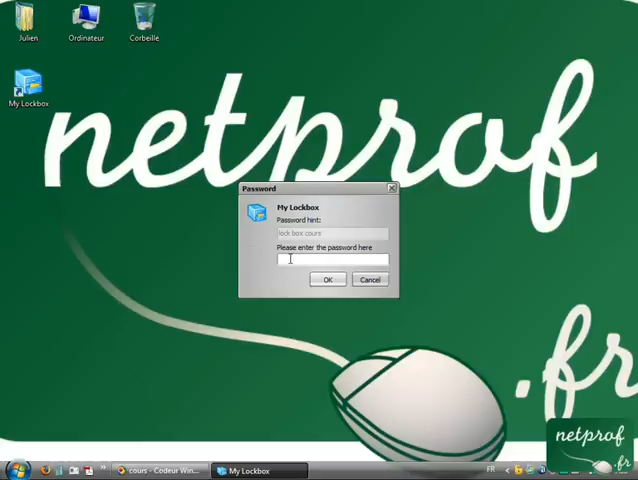 Julien
Ordinateur
Corbeille
My Lockbox
netprof
.fr
Password
My Lockbox
Password hint:
lock box cours
Please enter the password here
OK
Cancel
netprof
.fr
cours - Codeur Win...
My Lockbox
FR